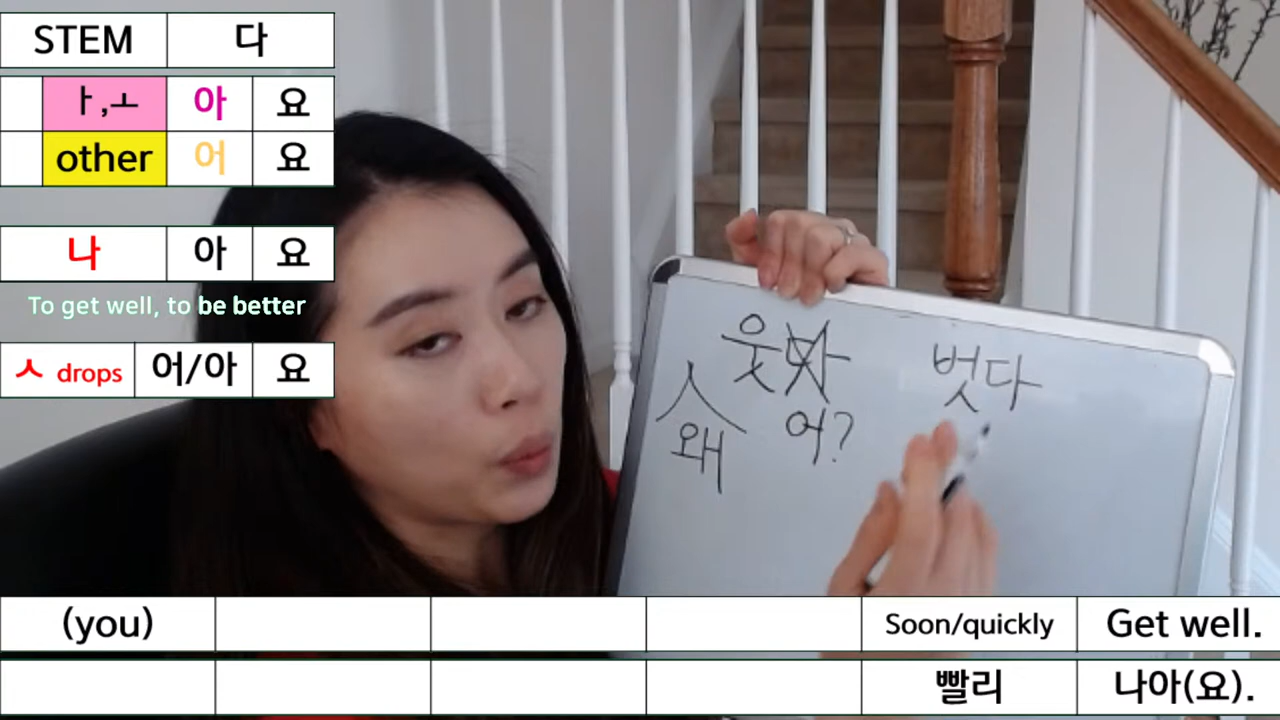 STEM 다
ㅏ,ㅗ 아 요
other 어 요
나 아 요
To get well, to be better
ㅅ drops 어/아 요
웃다 벗다
ㅅ 어?
왜
(you) Soon/quickly Get well.
빨리 나아(요).